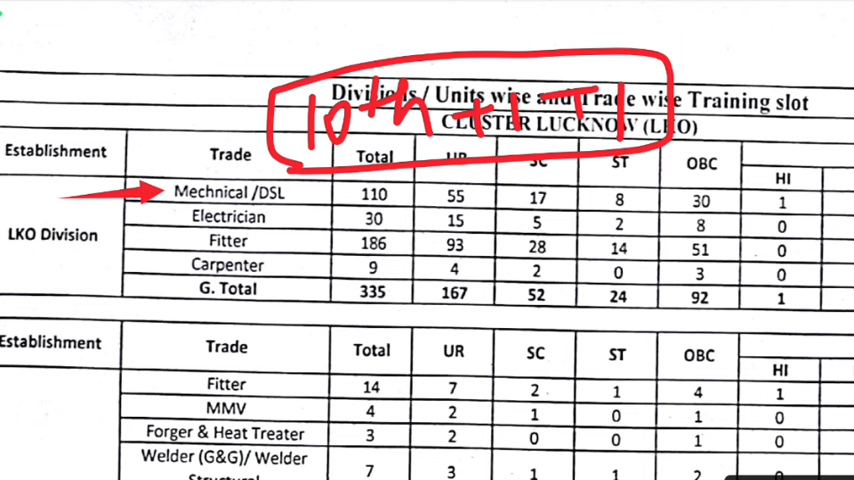 Divisions / Units wise and Trade wise Training slot
10th + ITI
CLUSTER LUCKNOW (LKO)
Establishment Trade Total UR SC ST OBC
HI
Mechnical /DSL 110 55 17 8 30 1
Electrician 30 15 5 2 8 0
LKO Division
Fitter 186 93 28 14 51 0
Carpenter 9 4 2 0 3 0
G. Total 335 167 52 24 92 1
Establishment Trade Total UR SC ST OBC
HI
Fitter 14 7 2 1 4 1
MMV 4 2 1 0 1 0
Forger & Heat Treater 3 2 0 0 1 0
Welder (G&G)/ Welder 7 3 1 1 2